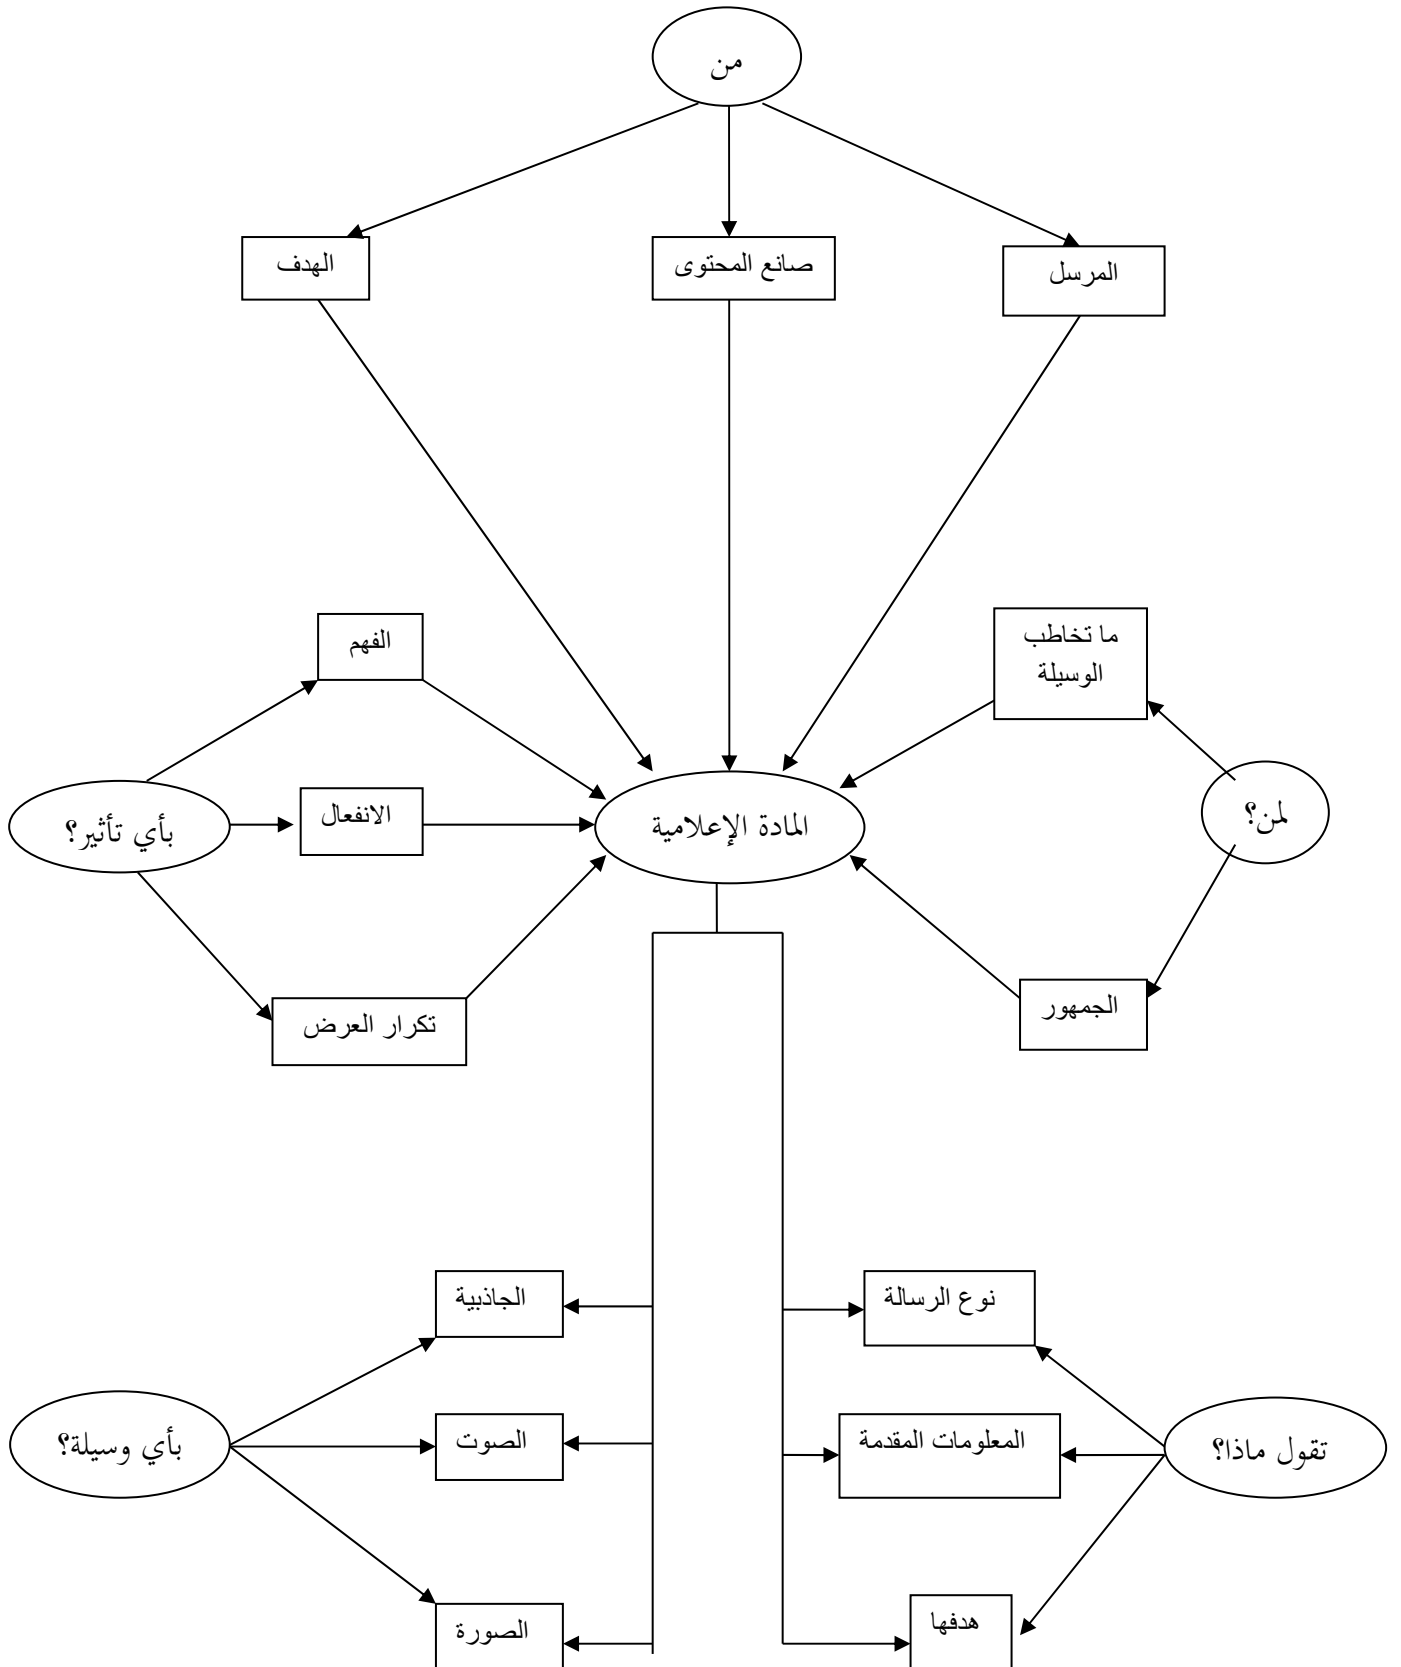 من
المرسل
صانع المحتوى
الهدف
ما تخاطب
الوسيلة
الفهم
لمن؟
المادة الإعلامية
الانفعال
بأي تأثير؟
الجمهور
تكرار العرض
نوع الرسالة
الجاذبية
تقول ماذا؟
المعلومات المقدمة
الصوت
بأي وسيلة؟
هدفها
الصورة